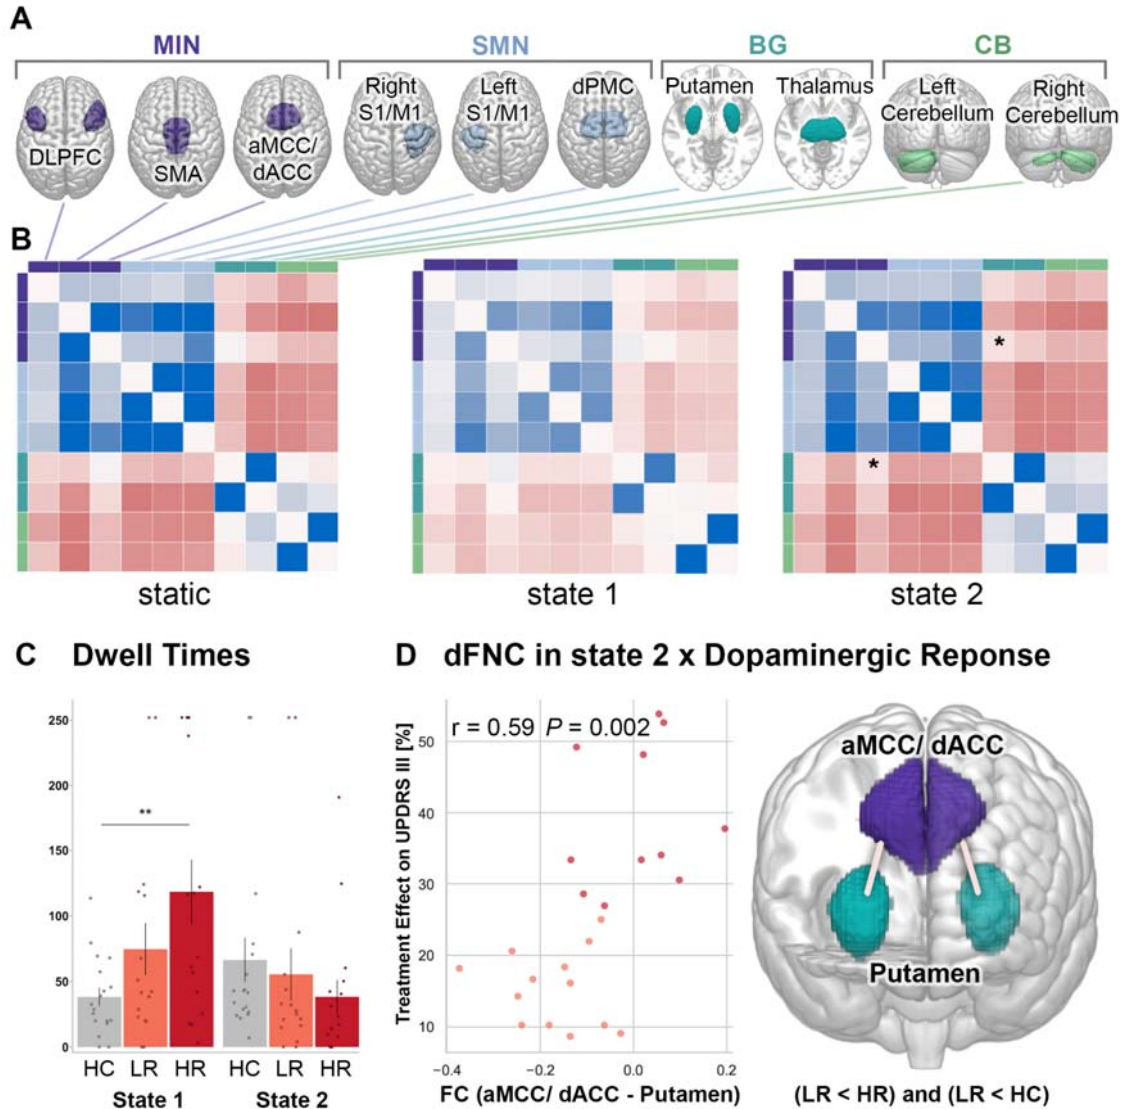 A
MIN SMN BG CB
DLPFC
SMA
aMCC/
dACC
Right
S1/M1
Left
S1/M1
dPMC
Putamen
Thalamus
Left
Cerebellum
Right
Cerebellum
B
*
*
static state 1 state 2
C Dwell Times
250
200
150
100
50
0
**
HC LR HR HC LR HR
State 1 State 2
D dFNC in state 2 x Dopaminergic Reponse
Treatment Effect on UPDRS III [%]
r = 0.59 P = 0.002
50
40
30
20
10
−0.4 −0.2 0.0 0.2
FC (aMCC/ dACC - Putamen)
aMCC/ dACC
Putamen
(LR < HR) and (LR < HC)